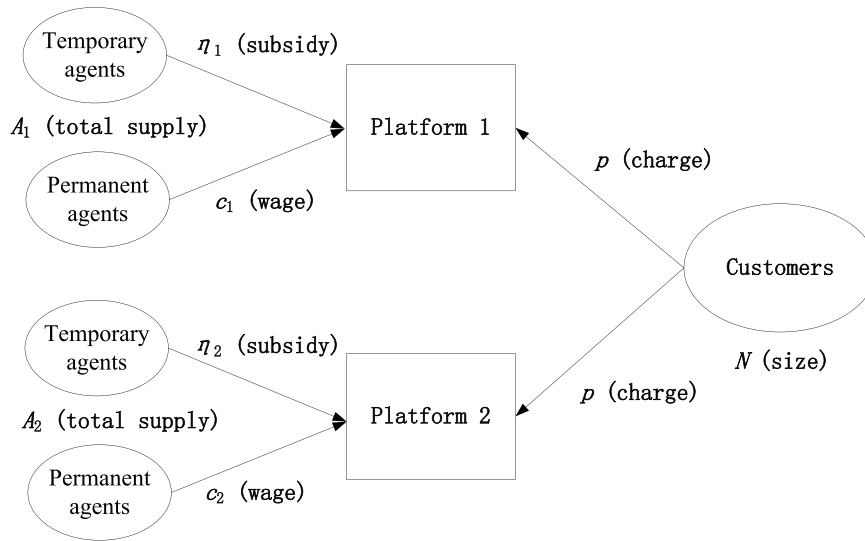 Temporary
agents
η1 (subsidy)
A1 (total supply)
Platform 1
Permanent
agents
c1 (wage)
p (charge)
Customers
N (size)
Temporary
agents
η2 (subsidy)
A2 (total supply)
Platform 2
p (charge)
Permanent
agents
c2 (wage)